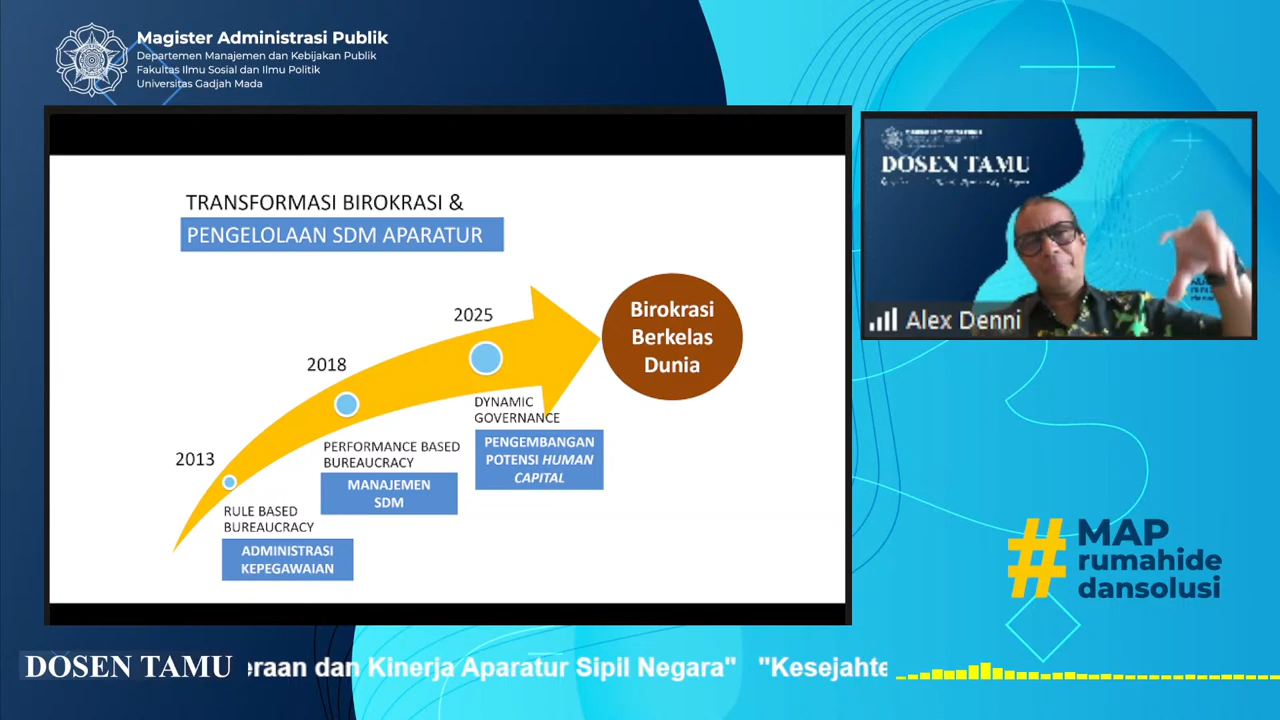 Magister Administrasi Publik
Departemen Manajemen dan Kebijakan Publik
Fakultas Ilmu Sosial dan Ilmu Politik
Universitas Gadjah Mada
TRANSFORMASI BIROKRASI &
PENGELOLAAN SDM APARATUR
2025
2018
2013
Birokrasi
Berkelas
Dunia
DYNAMIC
GOVERNANCE
PENGEMBANGAN
POTENSI HUMAN
CAPITAL
PERFORMANCE BASED
BUREAUCRACY
MANAJEMEN
SDM
RULE BASED
BUREAUCRACY
ADMINISTRASI
KEPEGAWAIAN
DOSEN TAMU
Alex Denni
#MAP
rumahide
dansolusi
DOSEN TAMU
eraan dan Kinerja Aparatur Sipil Negara" "Kesejahte